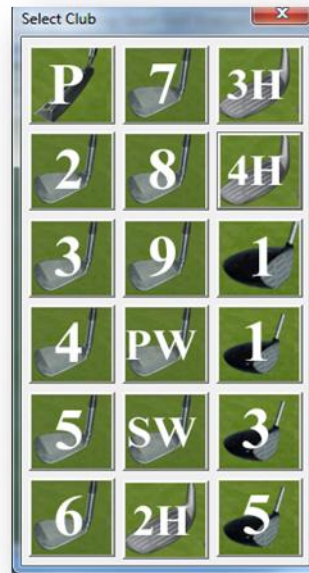 Select Club
P 7 3H
2 8 4H
3 9 1
4 PW 1
5 SW 3
6 2H 5